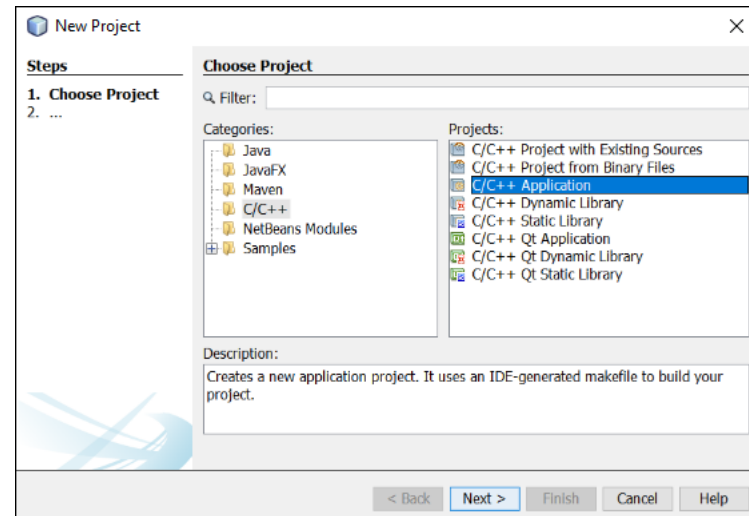 New Project
Steps
1. Choose Project
2. ...
Choose Project
Filter:
Categories:
Java
JavaFX
Maven
C/C++
NetBeans Modules
Samples
Projects:
C/C++ Project with Existing Sources
C/C++ Project from Binary Files
C/C++ Application
C/C++ Dynamic Library
C/C++ Static Library
C/C++ Qt Application
C/C++ Qt Dynamic Library
C/C++ Qt Static Library
Description:
Creates a new application project. It uses an IDE-generated makefile to build your
project.
< Back Next > Finish Cancel Help